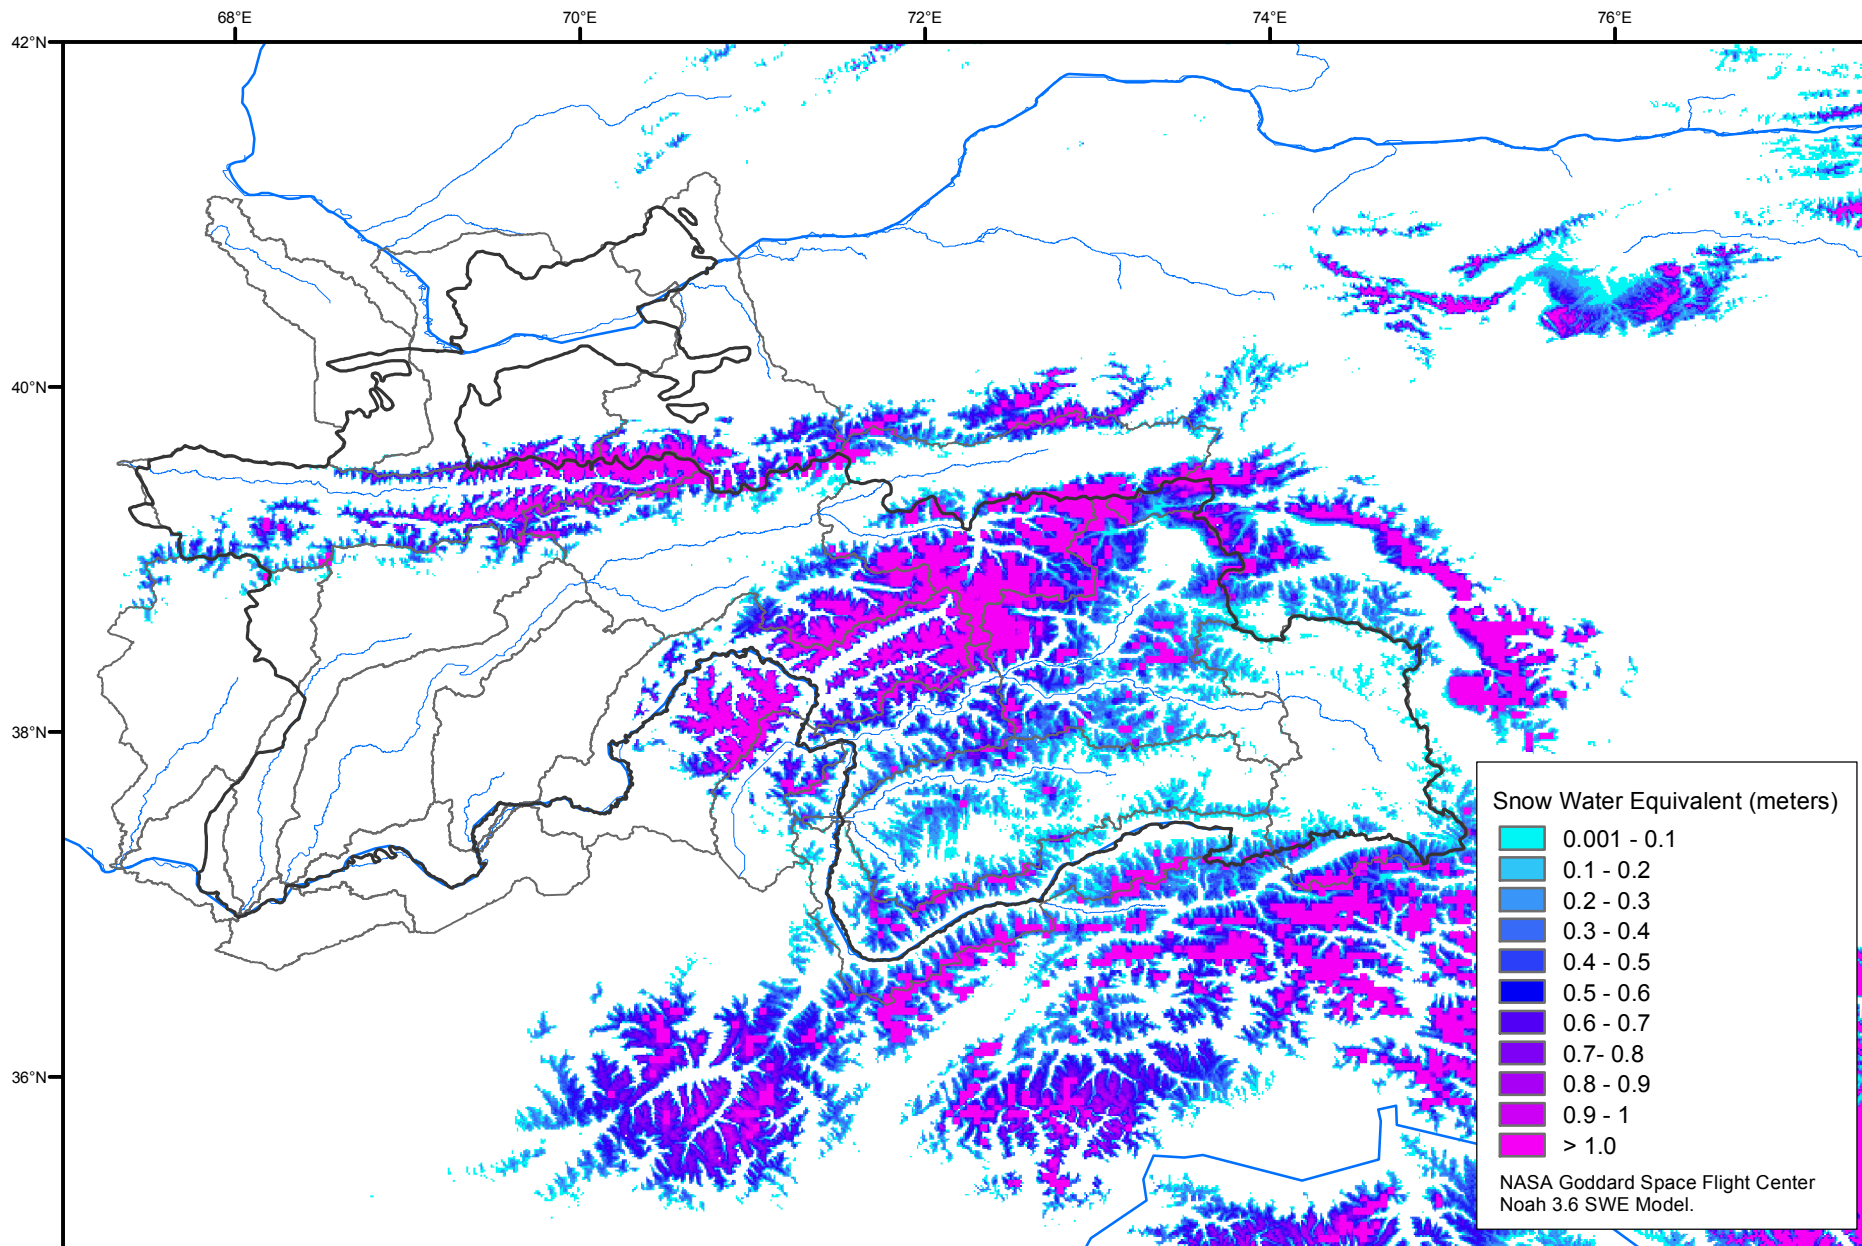 68°E 70°E 72°E 74°E 76°E
42°N
40°N
38°N
36°N
Snow Water Equivalent (meters)
0.001 - 0.1
0.1 - 0.2
0.2 - 0.3
0.3 - 0.4
0.4 - 0.5
0.5 - 0.6
0.6 - 0.7
0.7- 0.8
0.8 - 0.9
0.9 - 1
> 1.0
NASA Goddard Space Flight Center
Noah 3.6 SWE Model.